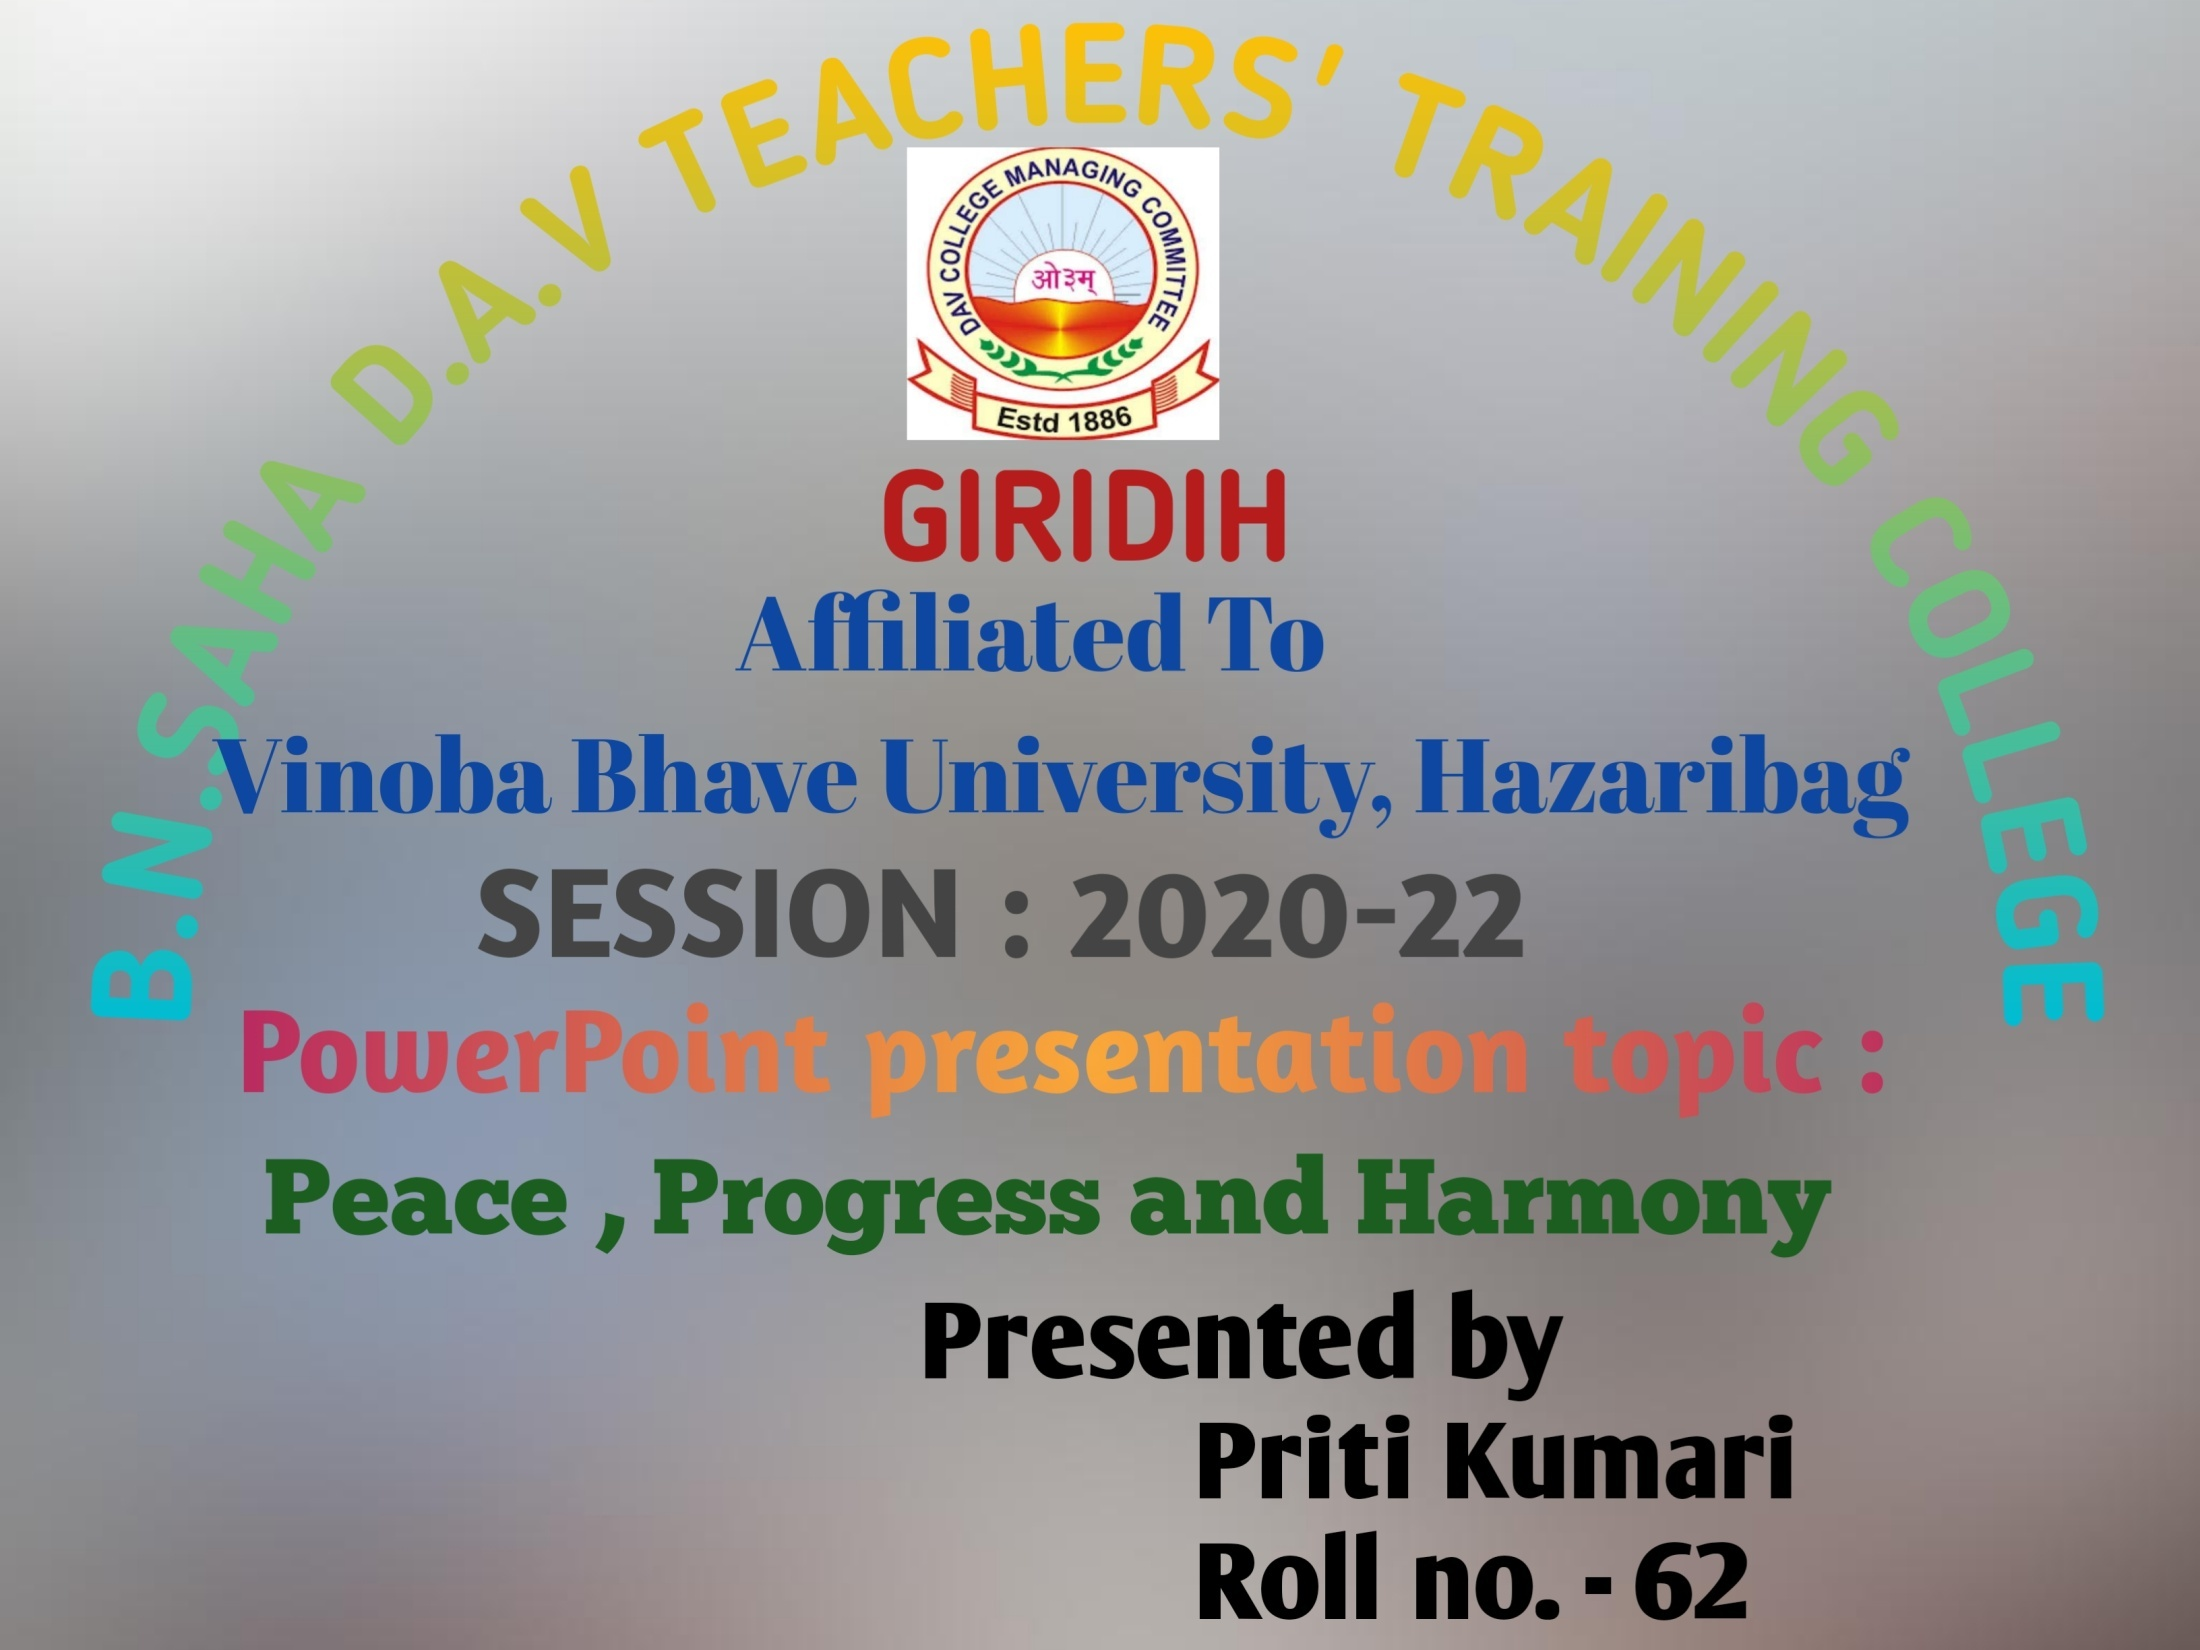 B.N.SAHA D.A.V TEACHERS' TRAINING COLLEGE
DAV COLLEGE MANAGING COMMITTEE
ओ३म्
Estd 1886
GIRIDIH
Affiliated To
Vinoba Bhave University, Hazaribag
SESSION : 2020-22
PowerPoint presentation topic :
Peace , Progress and Harmony
Presented by
Priti Kumari
Roll no. - 62